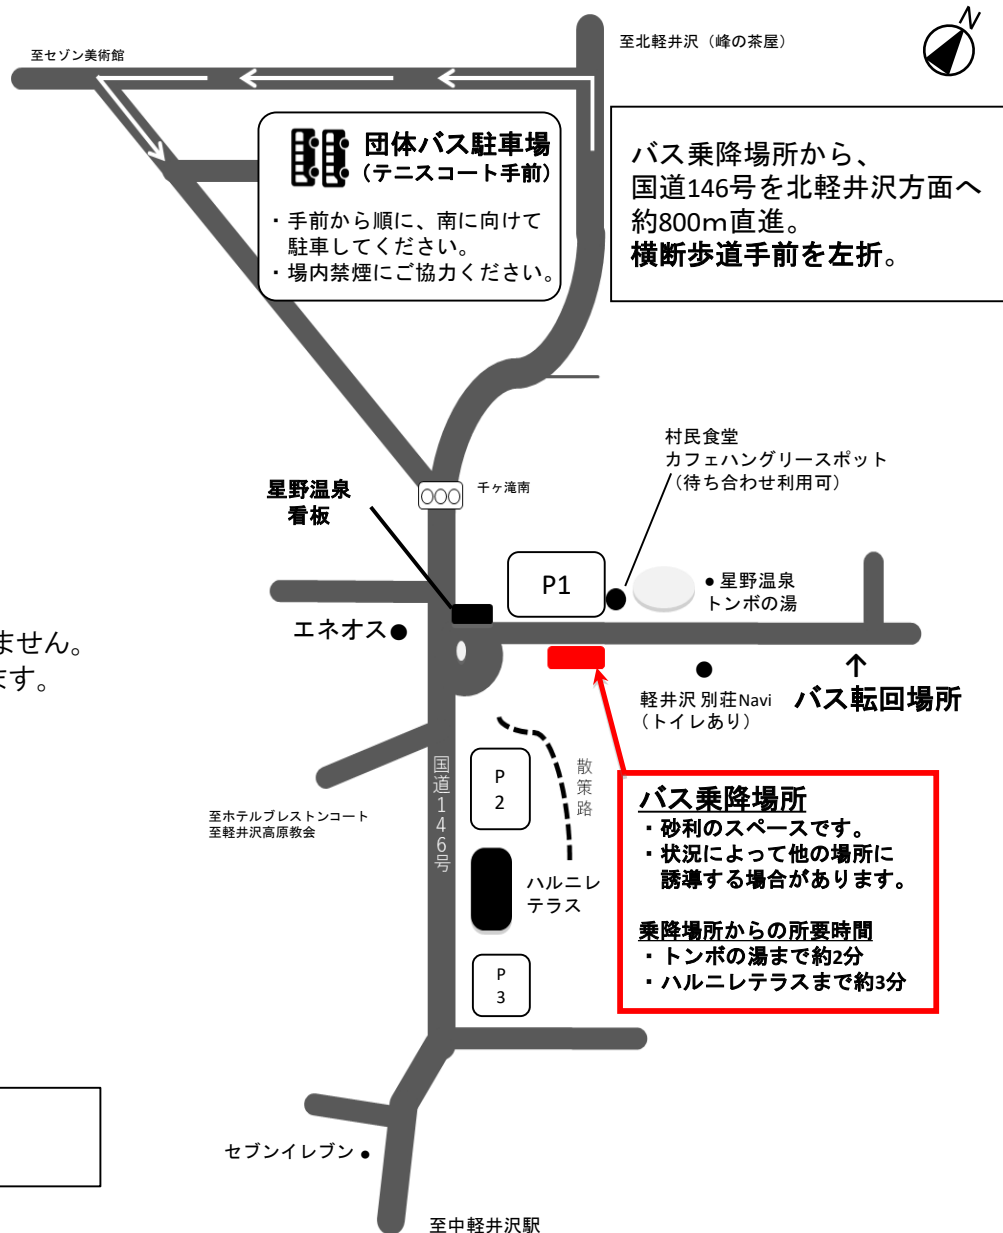 至セゾン美術館
至北軽井沢（峰の茶屋）
N
団体バス駐車場
（テニスコート手前）
・手前から順に、南に向けて
駐車してください。
・場内禁煙にご協力ください。
バス乗降場所から、
国道146号を北軽井沢方面へ
約800ｍ直進。
横断歩道手前を左折。
村民食堂
カフェハングリースポット
（待ち合わせ利用可）
千ヶ滝南
星野温泉
看板
P1
● 星野温泉
トンボの湯
エネオス●
ません。
ます。
軽井沢 別荘Navi
（トイレあり）
↑
バス転回場所
国道146号
P
2
散策路
至ホテルブレストンコート
至軽井沢高原教会
ハルニレ
テラス
P
3
バス乗降場所
・砂利のスペースです。
・状況によって他の場所に
誘導する場合があります。
乗降場所からの所要時間
・トンボの湯まで約2分
・ハルニレテラスまで約3分
セブンイレブン ●
至中軽井沢駅